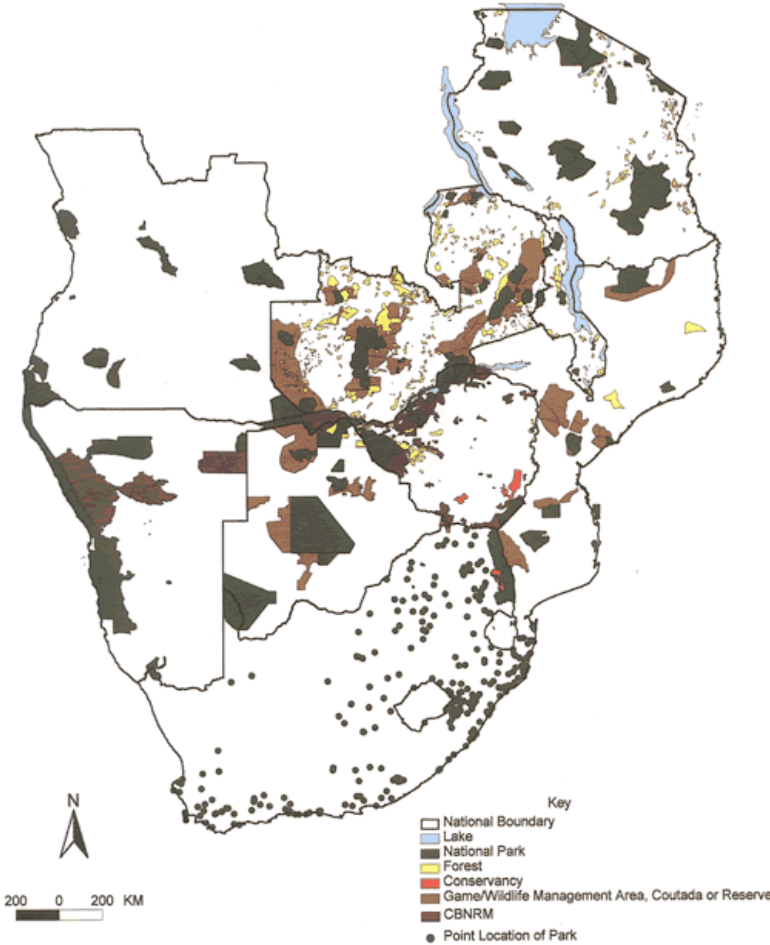 N
200 0 200 KM
Key
National Boundary
Lake
National Park
Forest
Conservancy
Game/Wildlife Management Area, Coutada or Reserve
CBNRM
Point Location of Park